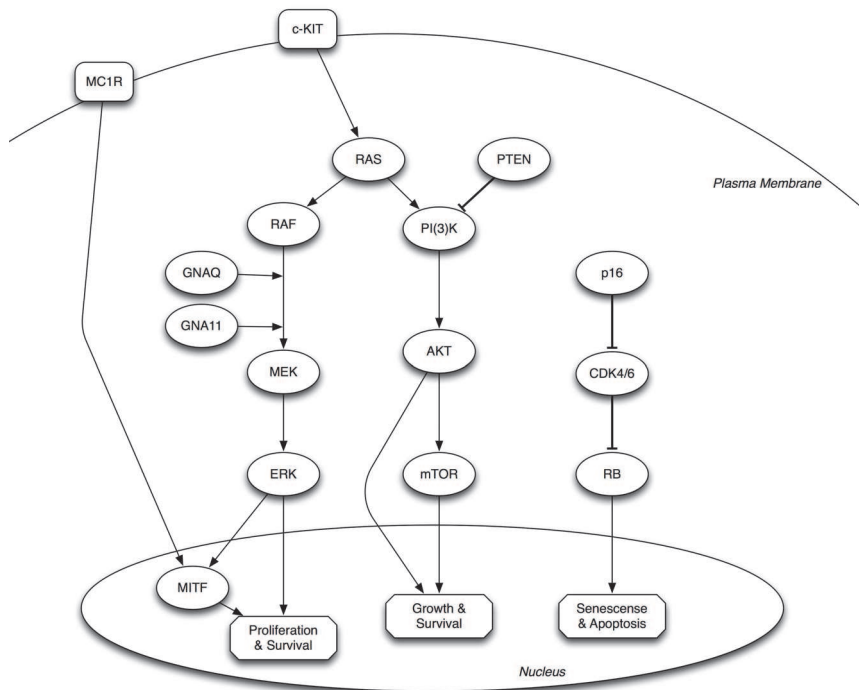 c-KIT
MC1R
RAS
PTEN
Plasma Membrane
RAF
PI(3)K
GNAQ
p16
GNA11
AKT
MEK
CDK4/6
ERK
mTOR
RB
MITF
Proliferation
& Survival
Growth &
Survival
Senescense
& Apoptosis
Nucleus